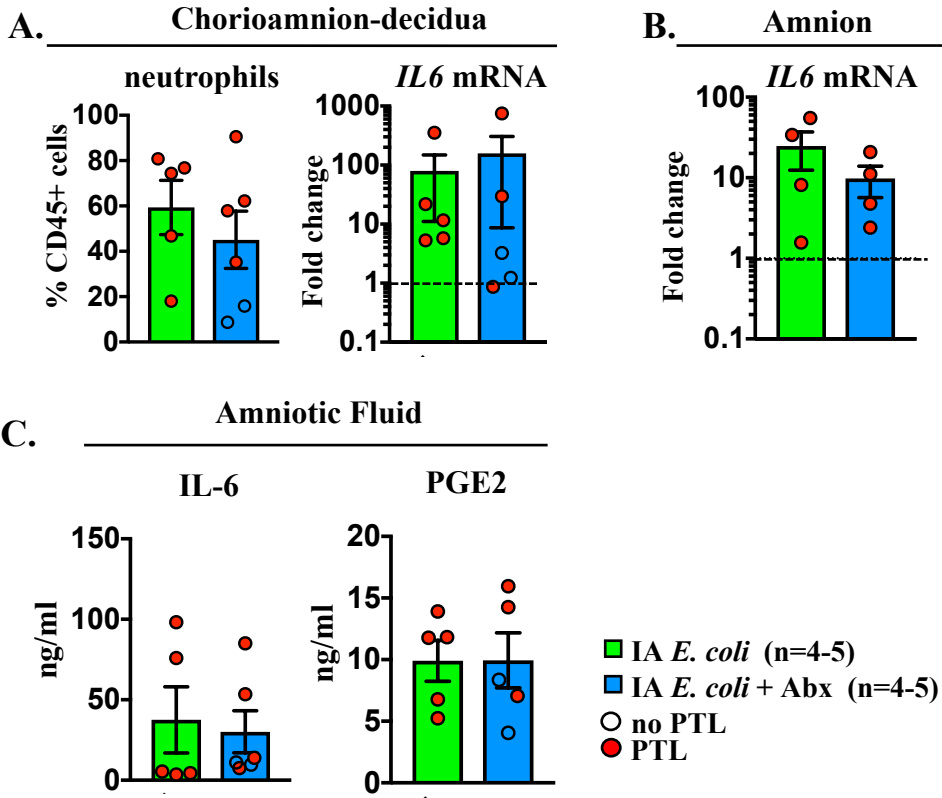 A. Chorioamnion-decidua
neutrophils
% CD45+ cells
100
80
60
40
20
0
IL6 mRNA
Fold change
1000
100
10
1
0.1
B. Amnion
IL6 mRNA
Fold change
100
10
1
0.1
C. Amniotic Fluid
IL-6
ng/ml
150
100
50
0
PGE2
ng/ml
20
15
10
5
0
IA E. coli (n=4-5)
IA E. coli + Abx (n=4-5)
no PTL
PTL